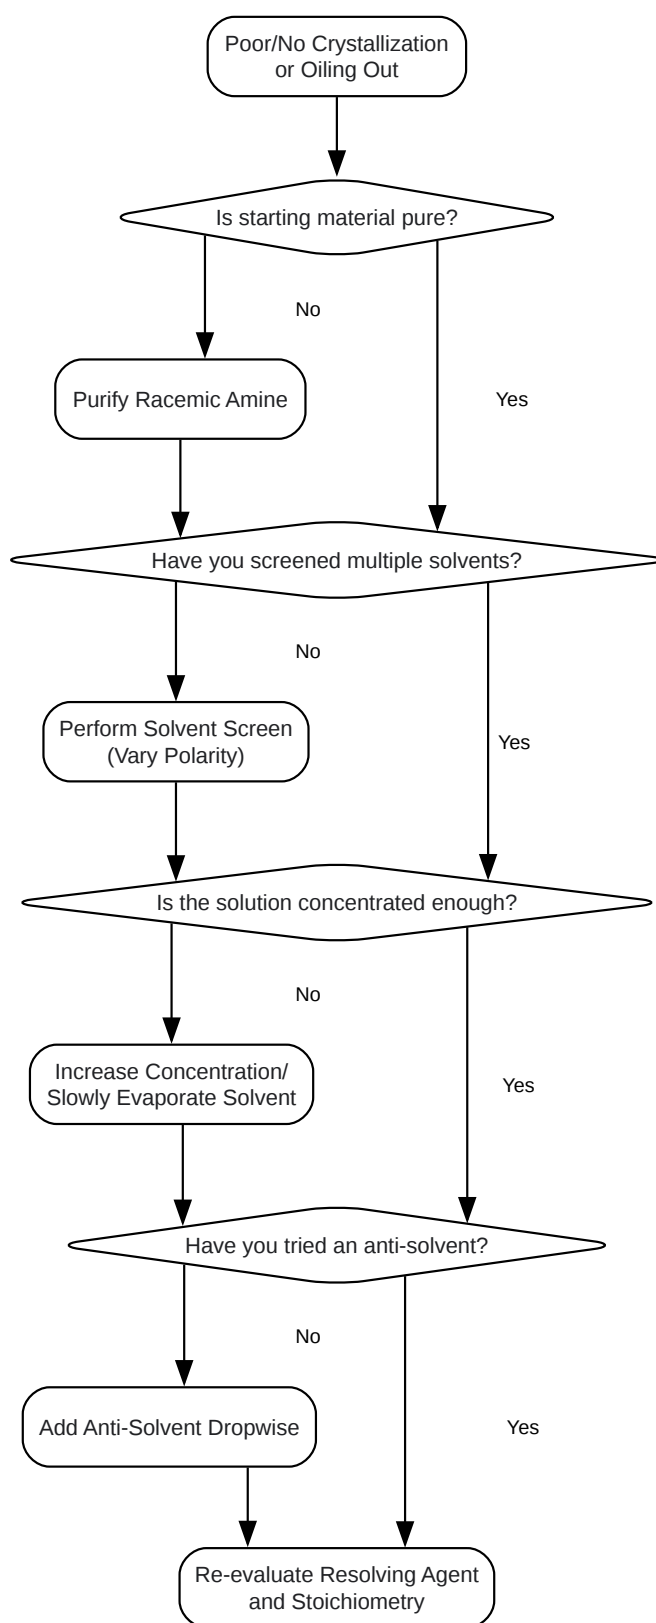 Poor/No Crystallization
or Oiling Out
Is starting material pure?
No
Purify Racemic Amine
Yes
Have you screened multiple solvents?
No
Perform Solvent Screen
(Vary Polarity)
Yes
Is the solution concentrated enough?
No
Increase Concentration/
Slowly Evaporate Solvent
Yes
Have you tried an anti-solvent?
No
Add Anti-Solvent Dropwise
Yes
Re-evaluate Resolving Agent
and Stoichiometry